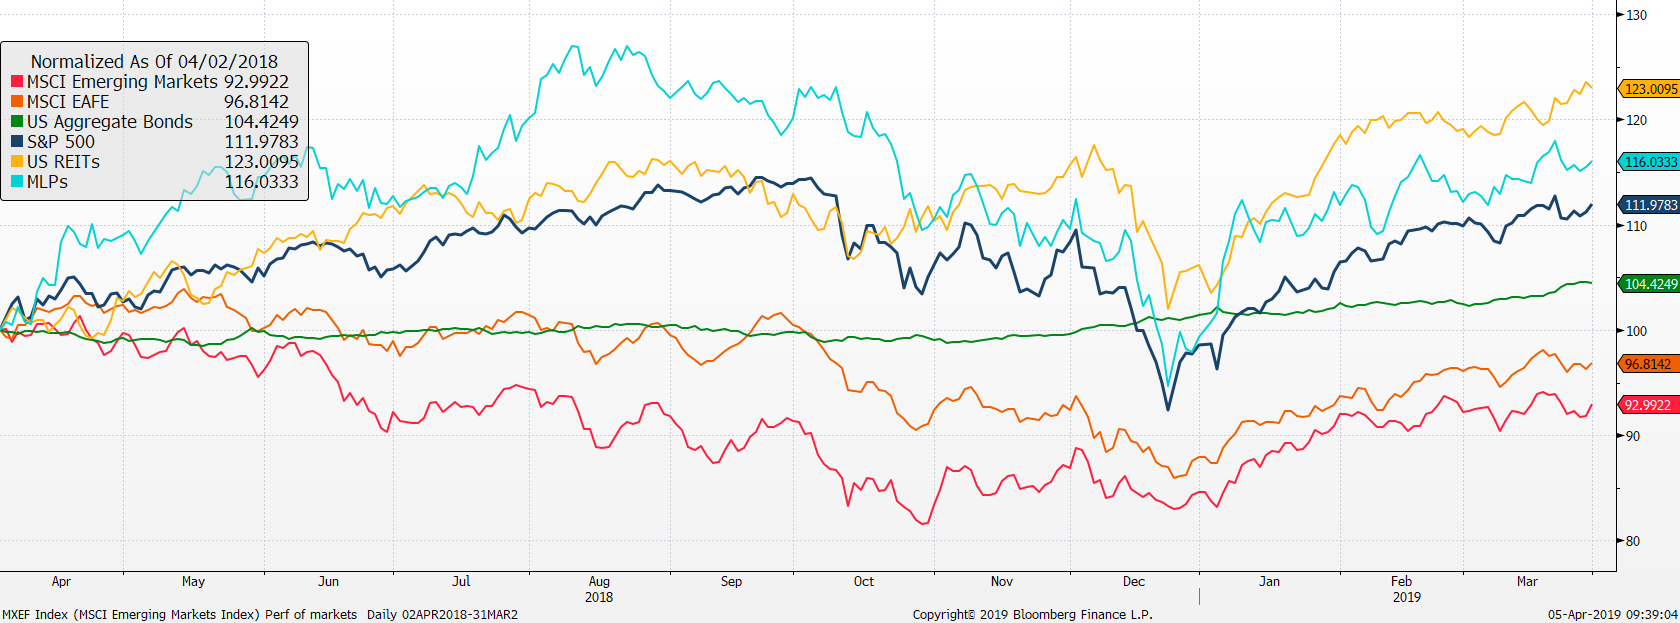 Normalized As Of 04/02/2018
MSCI Emerging Markets 92.9922
MSCI EAFE 96.8142
US Aggregate Bonds 104.4249
S&P 500 111.9783
US REITs 123.0095
MLPs 116.0333
130
123.0095
120
116.0333
111.9783
110
104.4249
100
96.8142
92.9922
90
80
Apr May Jun Jul Aug Sep Oct Nov Dec Jan Feb Mar
2018 2019
MXEF Index (MSCI Emerging Markets Index) Perf of markets Daily 02APR2018-31MAR2 Copyright© 2019 Bloomberg Finance L.P. 05-Apr-2019 09:39:04